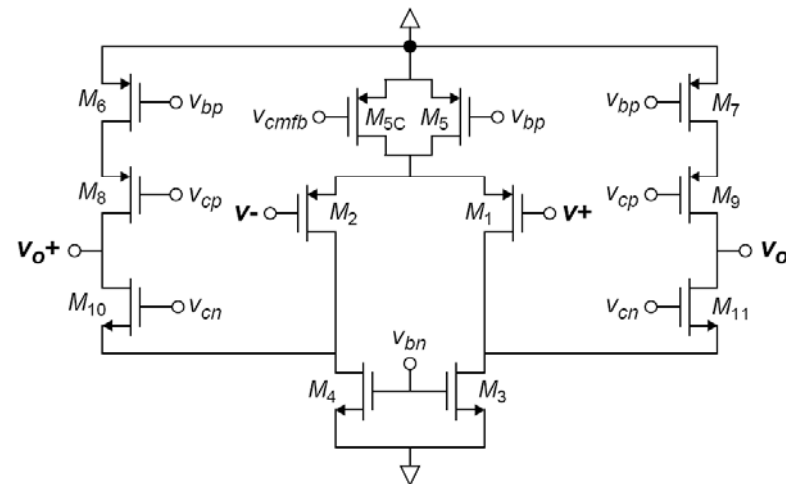 M6 vbp vcmfb M5C M5 vbp vbp M7
M8 vcp v- M2 M1 v+ vcp M9
vo+ vo
M10 vcn vbn vcn M11
M4 M3